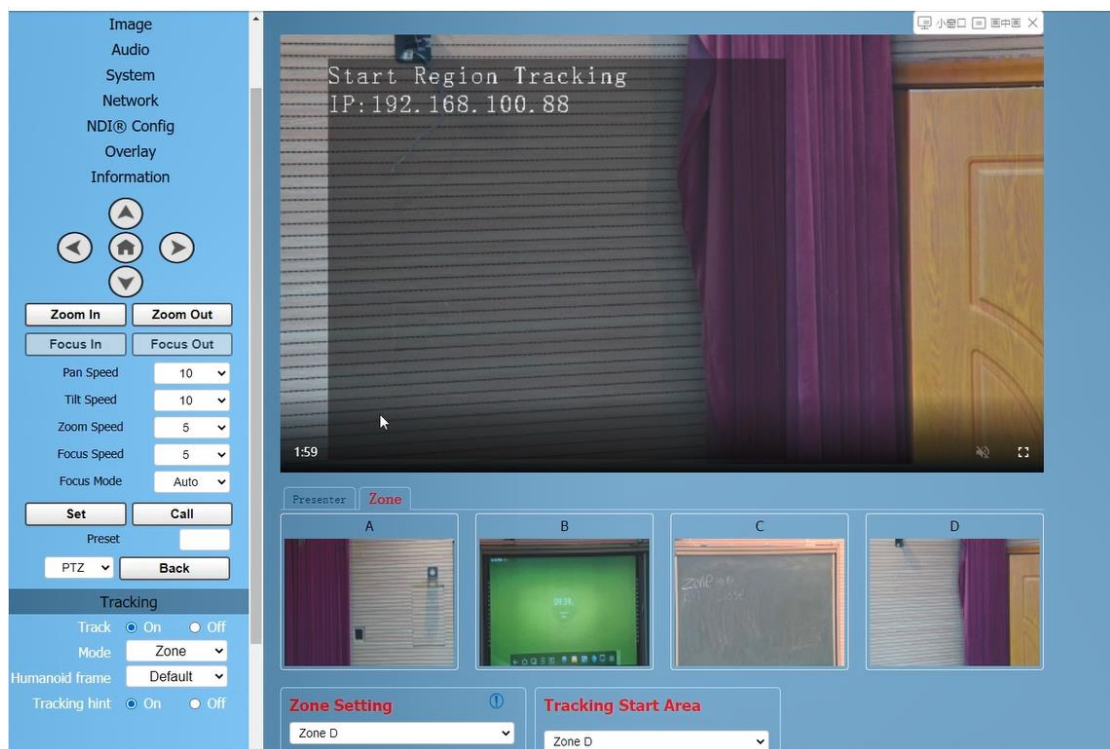 Image
Audio
System
Network
NDI® Config
Overlay
Information
Zoom In Zoom Out
Focus In Focus Out
Pan Speed 10
Tilt Speed 10
Zoom Speed 5
Focus Speed 5
Focus Mode Auto
Set Call
Preset
PTZ Back
Tracking
Track On Off
Mode Zone
Humanoid frame Default
Tracking hint On Off
小窗口 画中画
Start Region Tracking
IP:192.168.100.88
1:59
Presenter Zone
A B C D
Zone Setting
Zone D
Tracking Start Area
Zone D